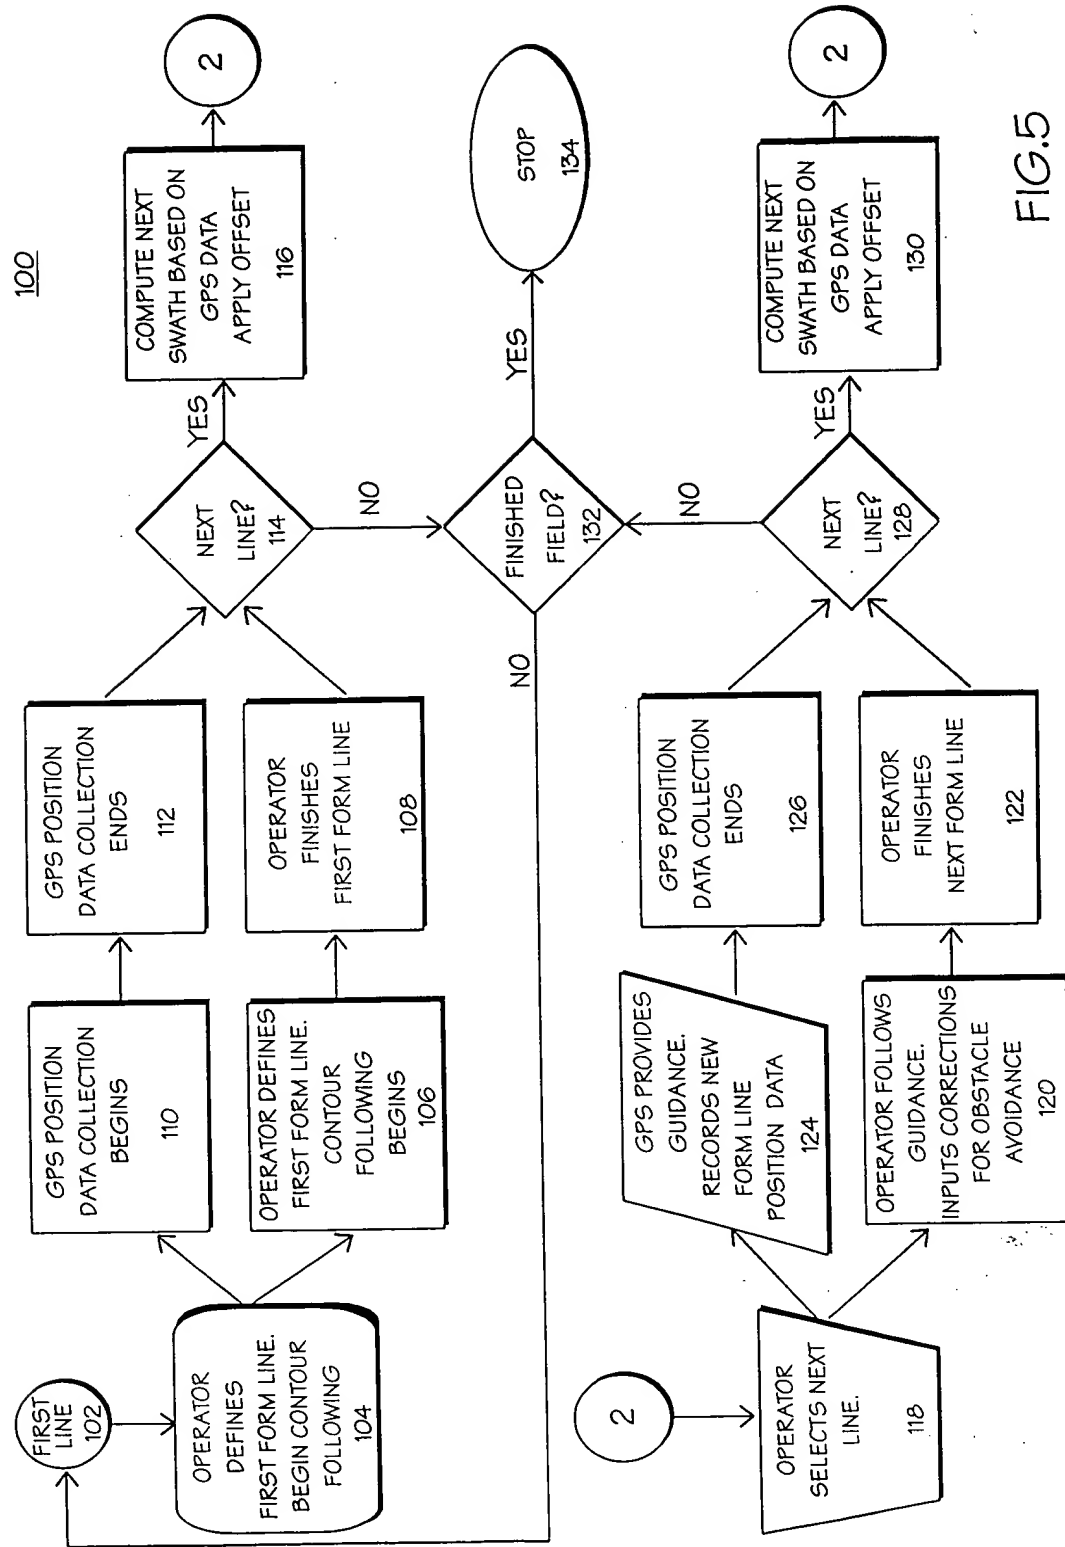 100
FIRST
LINE
102
OPERATOR
DEFINES
FIRST FORM LINE.
BEGIN CONTOUR
FOLLOWING
104
GPS POSITION
DATA COLLECTION
BEGINS
110
OPERATOR DEFINES
FIRST FORM LINE.
CONTOUR
FOLLOWING
BEGINS
106
GPS POSITION
DATA COLLECTION
ENDS
112
OPERATOR
FINISHES
FIRST FORM LINE
108
NEXT
LINE?
114
YES
NO
COMPUTE NEXT
SWATH BASED ON
GPS DATA
APPLY OFFSET
116
2
FINISHED
FIELD?
132
YES
NO
STOP
134
2
OPERATOR
SELECTS NEXT
LINE.
118
GPS PROVIDES
GUIDANCE.
RECORDS NEW
FORM LINE
POSITION DATA
124
OPERATOR FOLLOWS
GUIDANCE.
INPUTS CORRECTIONS
FOR OBSTACLE
AVOIDANCE
120
GPS POSITION
DATA COLLECTION
ENDS
126
OPERATOR
FINISHES
NEXT FORM LINE
122
NEXT
LINE?
128
NO
YES
COMPUTE NEXT
SWATH BASED ON
GPS DATA
APPLY OFFSET
130
2
FIG.5